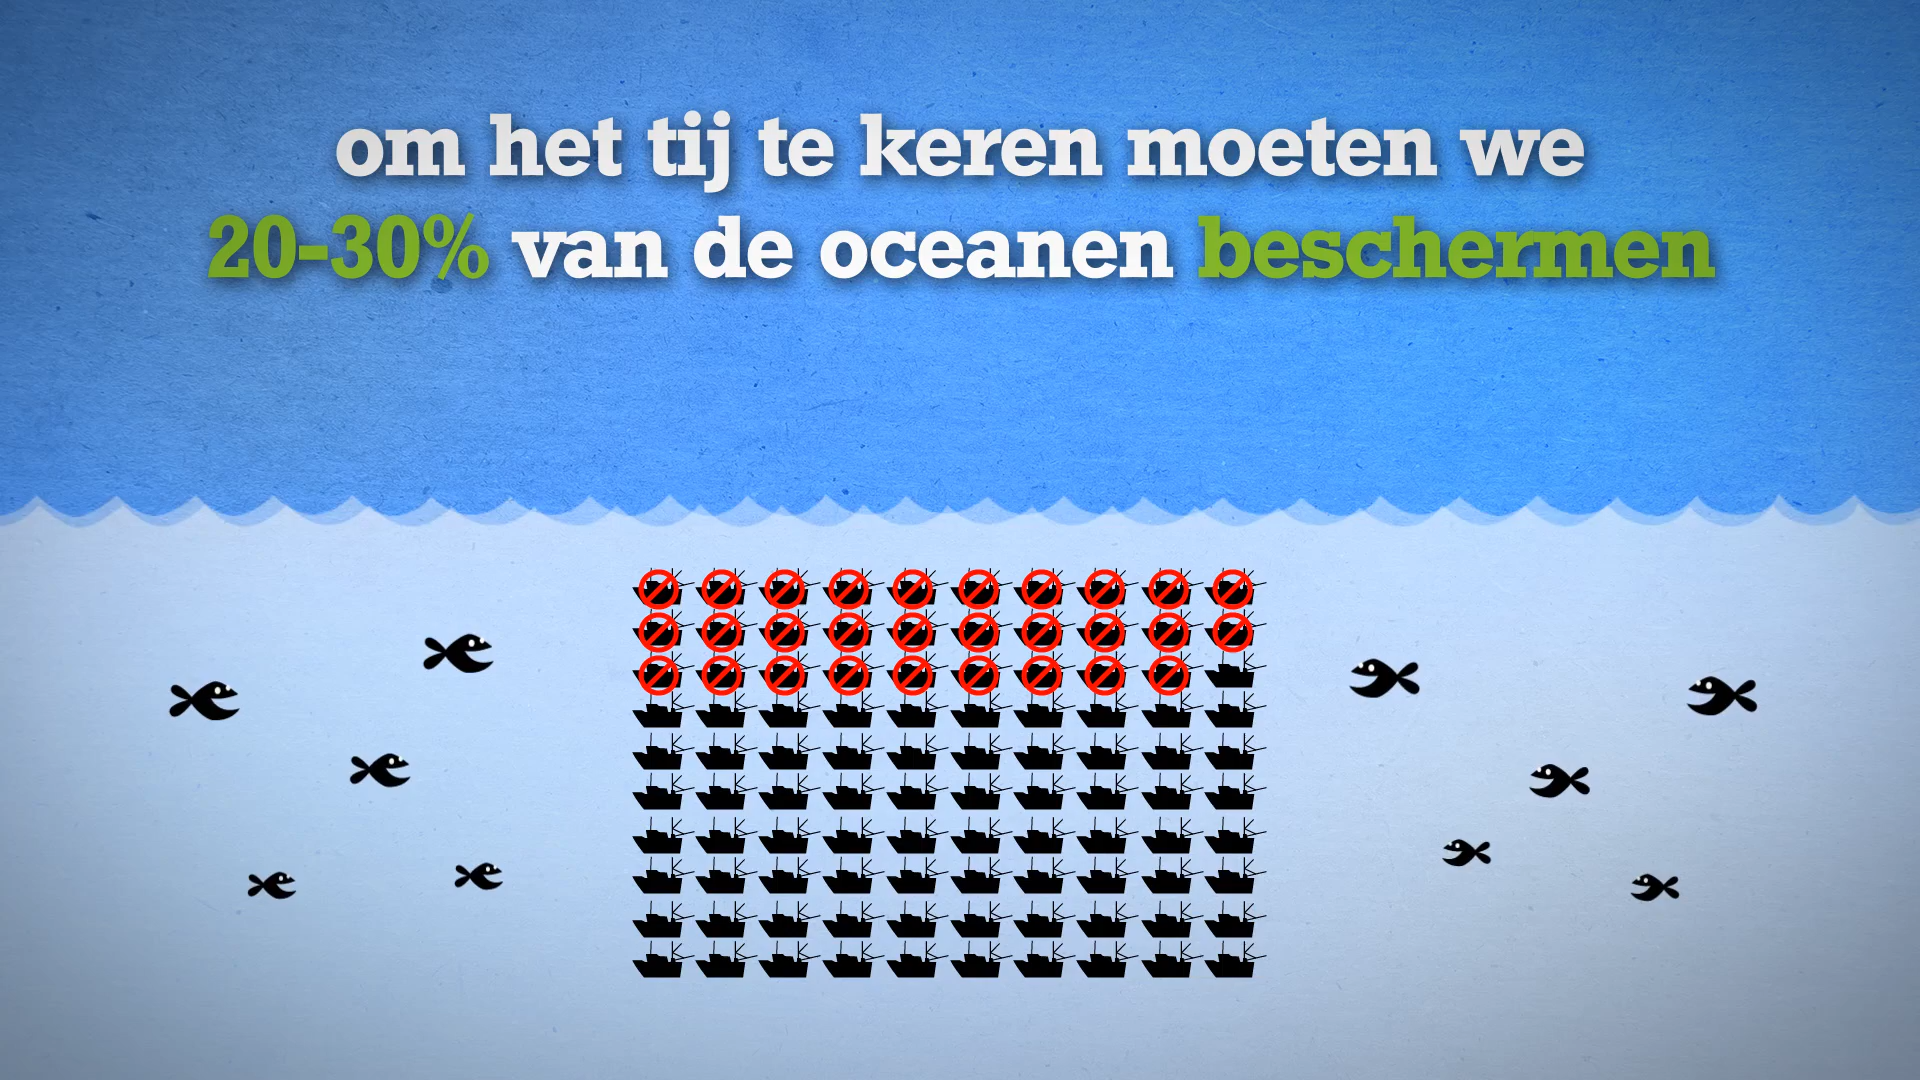 om het tij te keren moeten we
20-30% van de oceanen beschermen